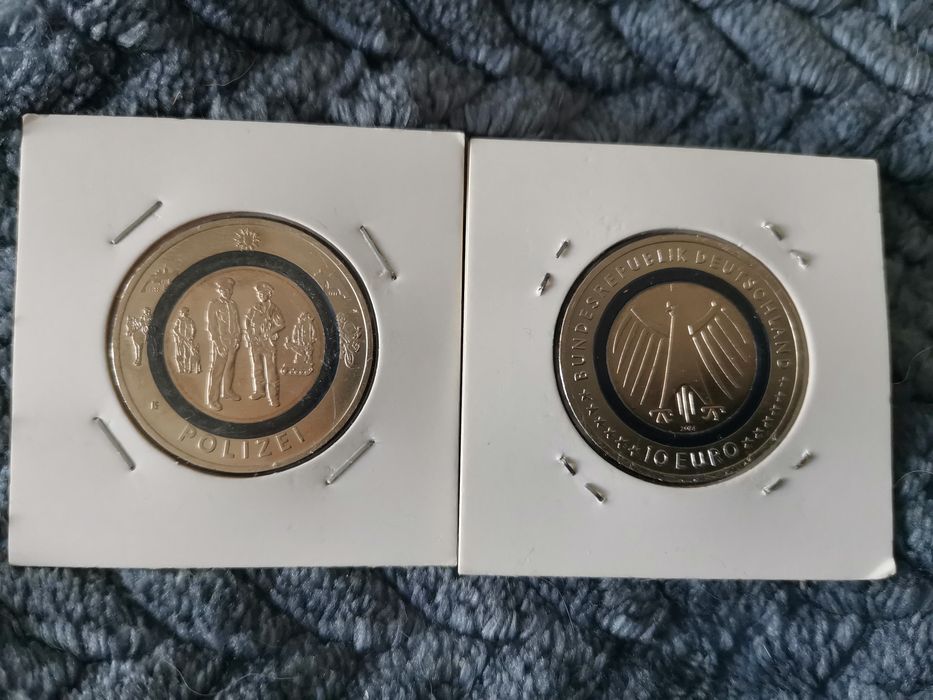 POLIZEI
BUNDESREPUBLIK DEUTSCHLAND
10 EURO